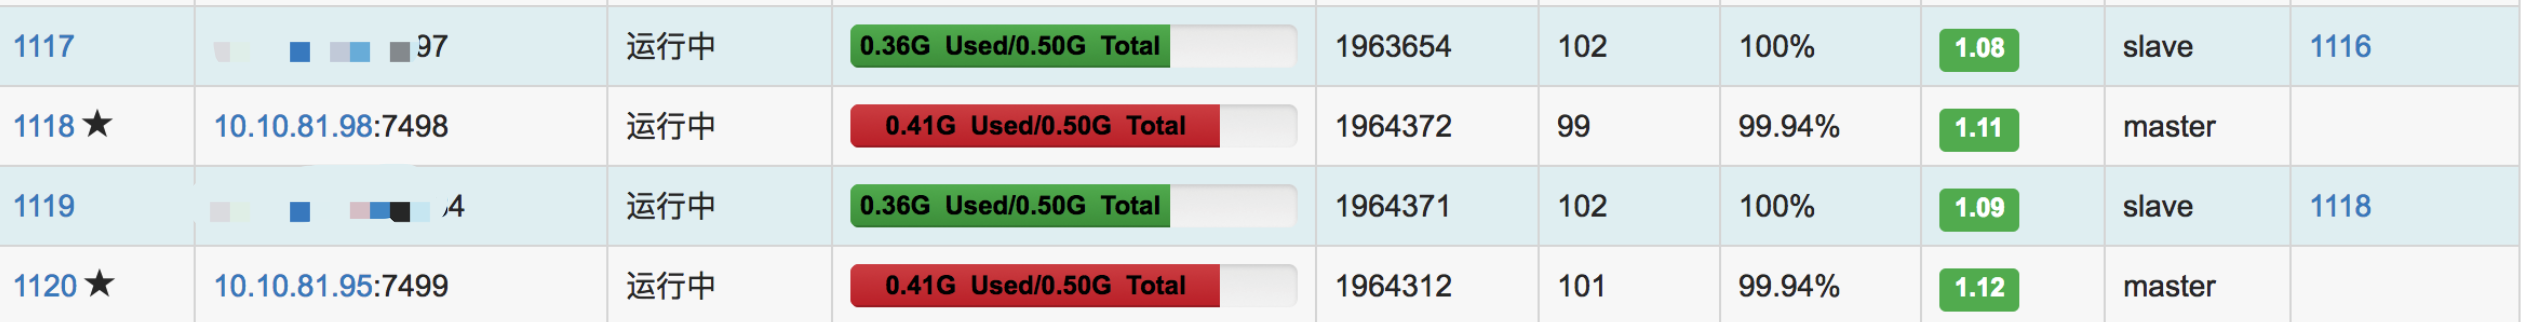 1117 97 运行中 0.36G Used/0.50G Total 1963654 102 100% 1.08 slave 1116
1118 ★ 10.10.81.98:7498 运行中 0.41G Used/0.50G Total 1964372 99 99.94% 1.11 master
1119 4 运行中 0.36G Used/0.50G Total 1964371 102 100% 1.09 slave 1118
1120 ★ 10.10.81.95:7499 运行中 0.41G Used/0.50G Total 1964312 101 99.94% 1.12 master